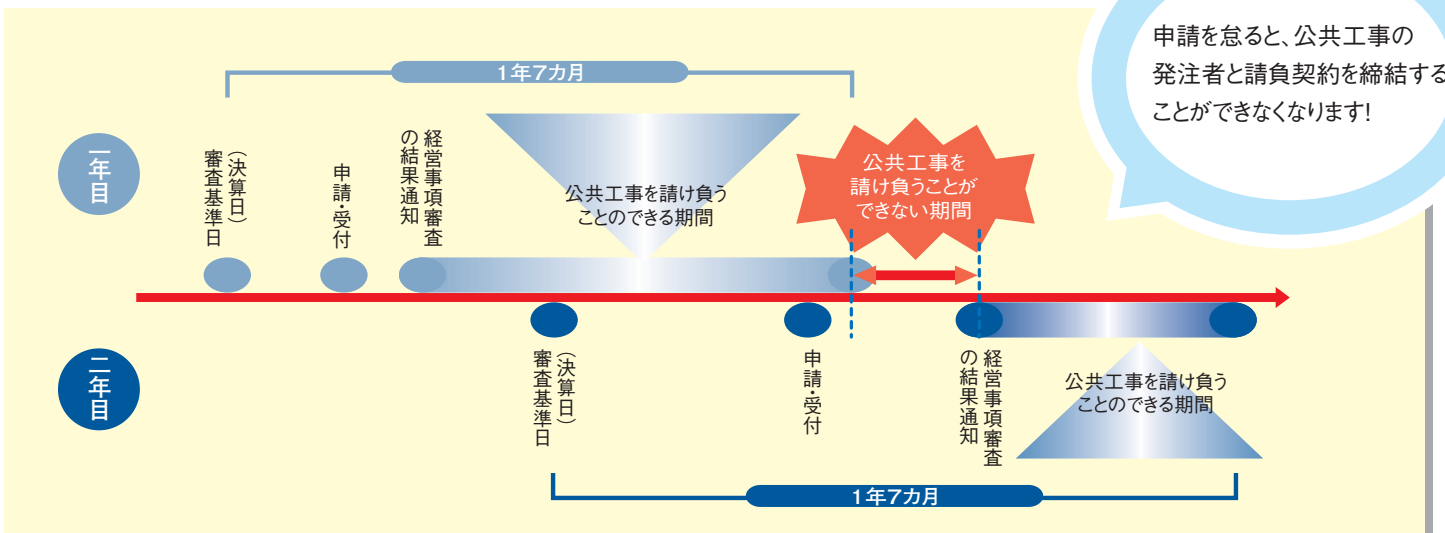 申請を怠ると、公共工事の
発注者と請負契約を締結する
ことができなくなります!
1年7カ月
一年目
(決算日)
審査基準日
申請・受付
経営事項審査
の結果通知
公共工事を請け負う
ことのできる期間
公共工事を
請け負うことが
できない期間
二年目
(決算日)
審査基準日
申請・受付
経営事項審査
の結果通知
公共工事を請け負う
ことのできる期間
1年7カ月